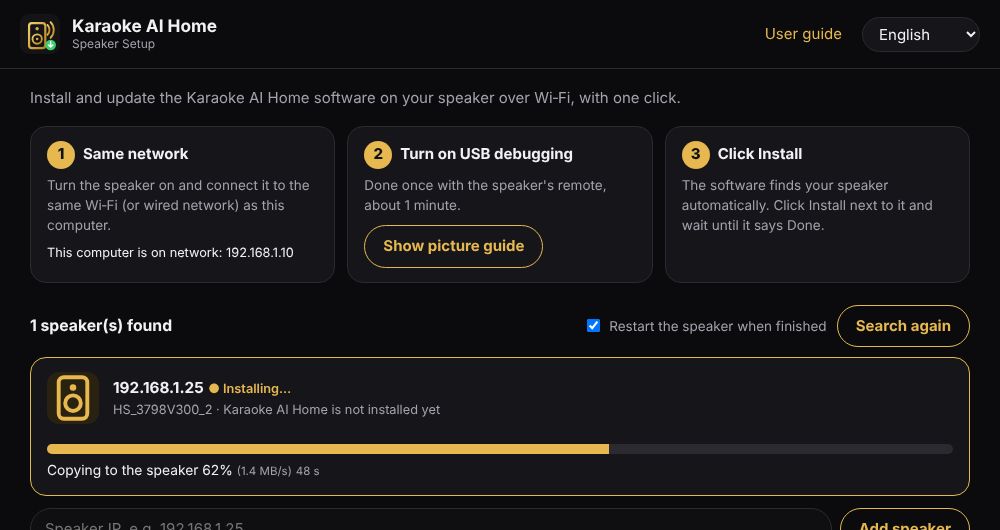 Karaoke AI Home
Speaker Setup
User guide
English
Install and update the Karaoke AI Home software on your speaker over Wi-Fi, with one click.
1 Same network
Turn the speaker on and connect it to the
same Wi-Fi (or wired network) as this
computer.
This computer is on network: 192.168.1.10
2 Turn on USB debugging
Done once with the speaker's remote,
about 1 minute.
Show picture guide
3 Click Install
The software finds your speaker
automatically. Click Install next to it and
wait until it says Done.
1 speaker(s) found
Restart the speaker when finished
Search again
192.168.1.25 ● Installing...
HS_3798V300_2 · Karaoke AI Home is not installed yet
Copying to the speaker 62% (1.4 MB/s) 48 s
Speaker IP, e.g. 192.168.1.25
Add speaker